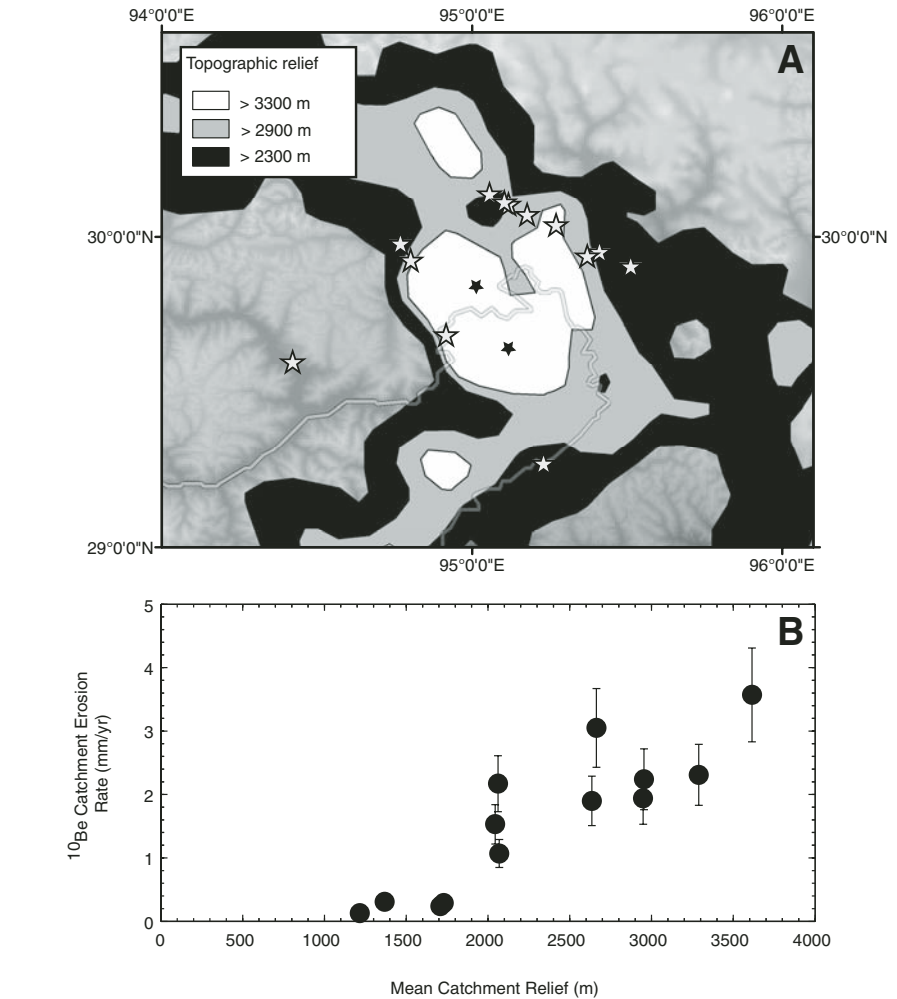 94°0'0"E 95°0'0"E 96°0'0"E
A
Topographic relief
> 3300 m
> 2900 m
> 2300 m
30°0'0"N 30°0'0"N
29°0'0"N
95°0'0"E 96°0'0"E
B
5
4
3
2
1
0
10Be Catchment Erosion
Rate (mm/yr)
0 500 1000 1500 2000 2500 3000 3500 4000
Mean Catchment Relief (m)